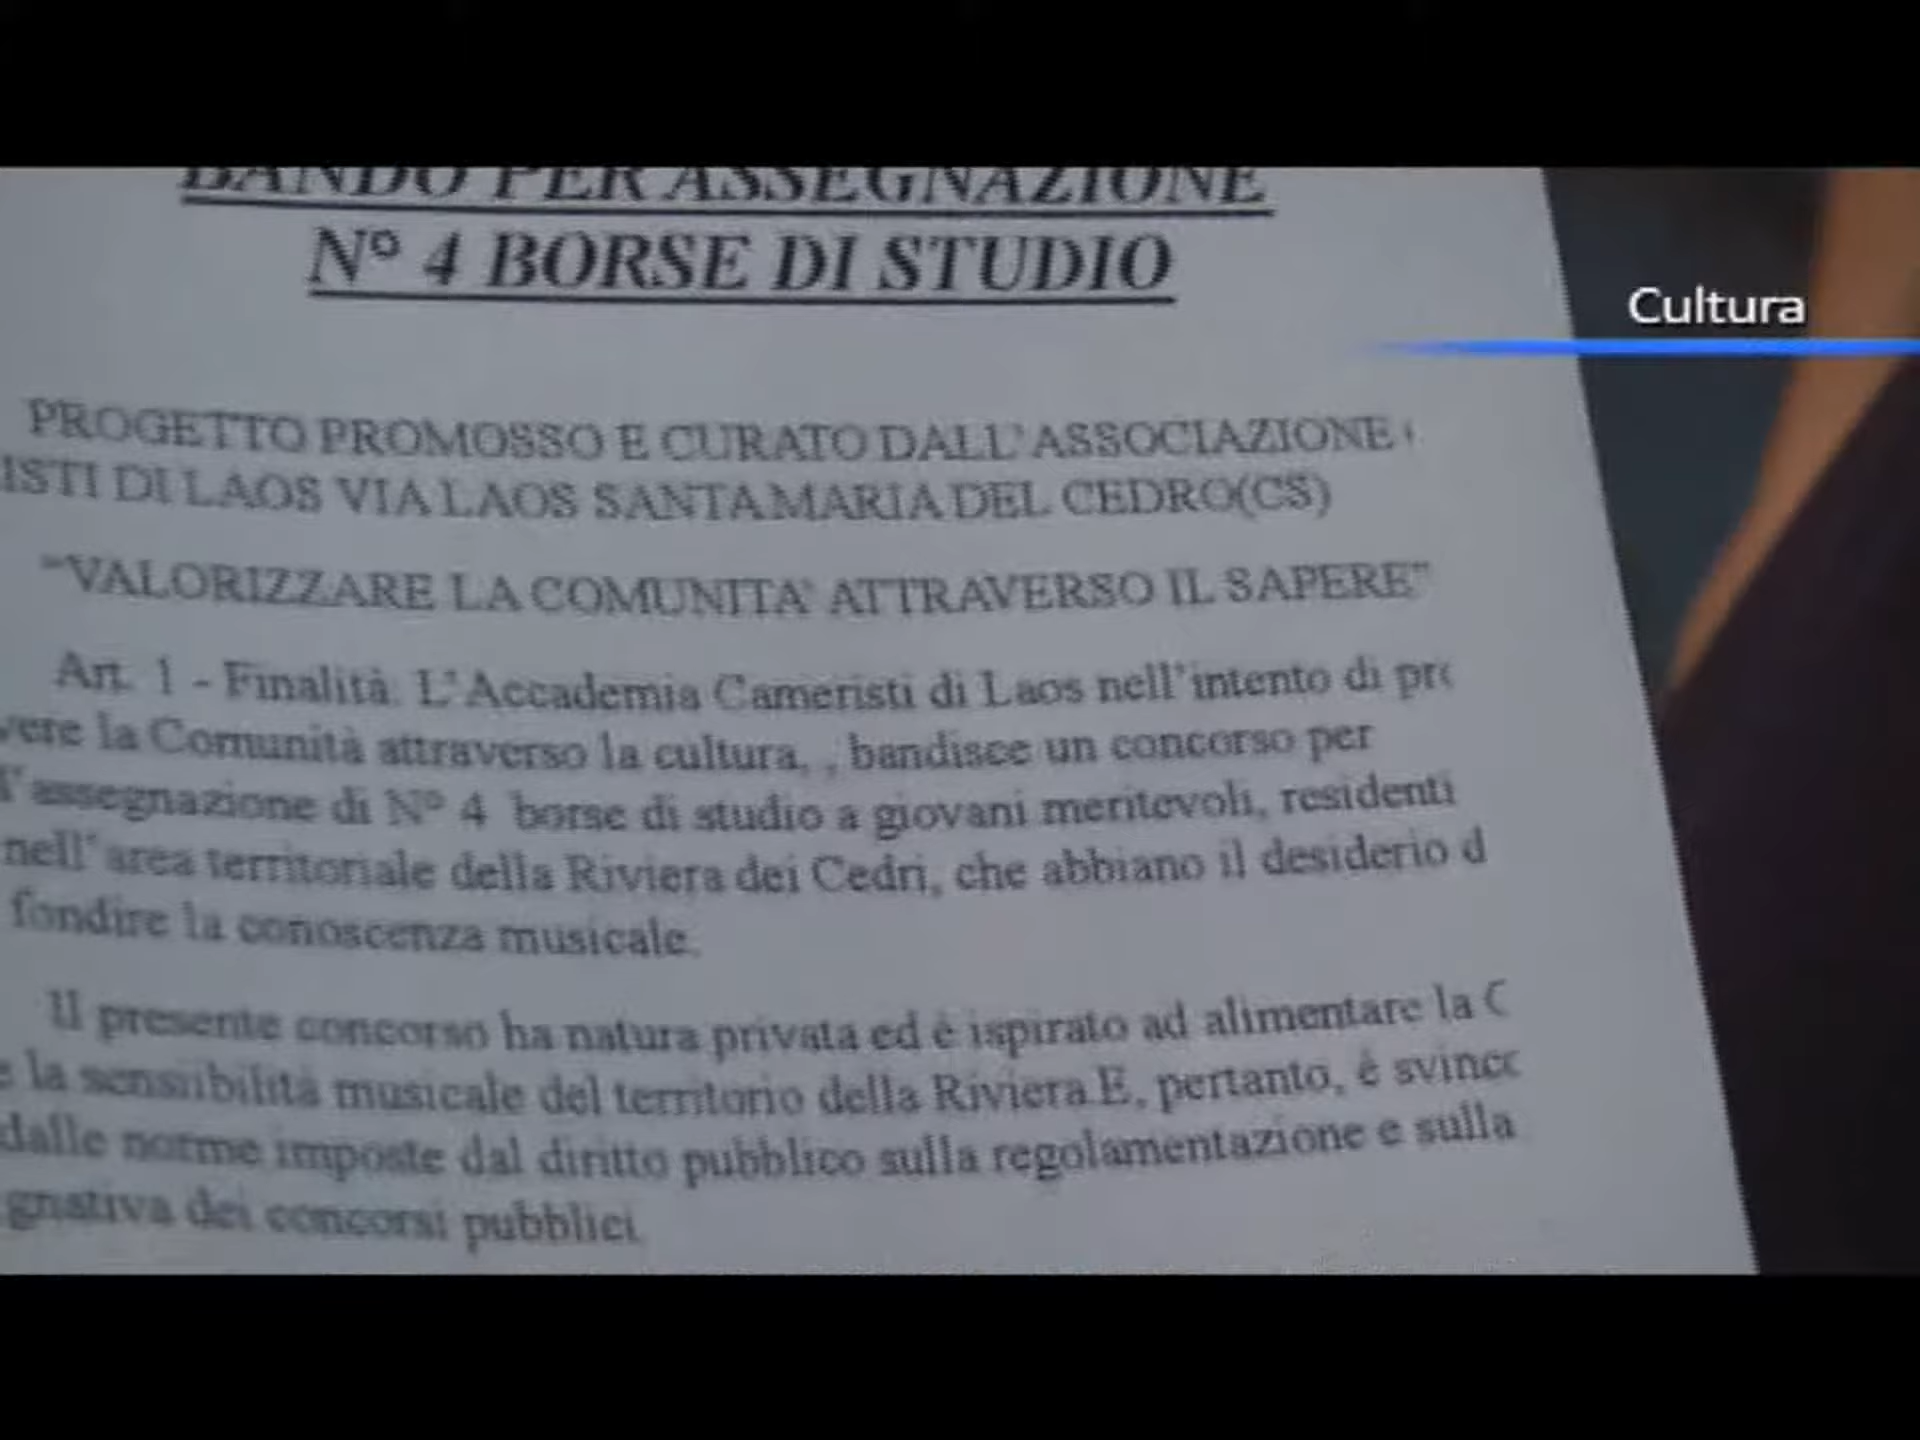 BANDO PER ASSEGNAZIONE
N° 4 BORSE DI STUDIO
Cultura
PROGETTO PROMOSSO E CURATO DALL'ASSOCIAZIONE
ISTI DI LAOS VIA LAOS SANTA MARIA DEL CEDRO(CS)
"VALORIZZARE LA COMUNITA' ATTRAVERSO IL SAPERE"
Art. 1 - Finalità. L'Accademia Cameristi di Laos nell'intento di pro
vere la Comunità attraverso la cultura, , bandisce un concorso per
l'assegnazione di N° 4 borse di studio a giovani meritevoli, residenti
nell'area territoriale della Riviera dei Cedri, che abbiano il desiderio d
fondire la conoscenza musicale.
Il presente concorso ha natura privata ed è ispirato ad alimentare la C
e la sensiibilità musicale del territorio della Riviera.E, pertanto, è svinco
dalle norme imposte dal diritto pubblico sulla regolamentazione e sulla
gnativa dei concorsi pubblici.